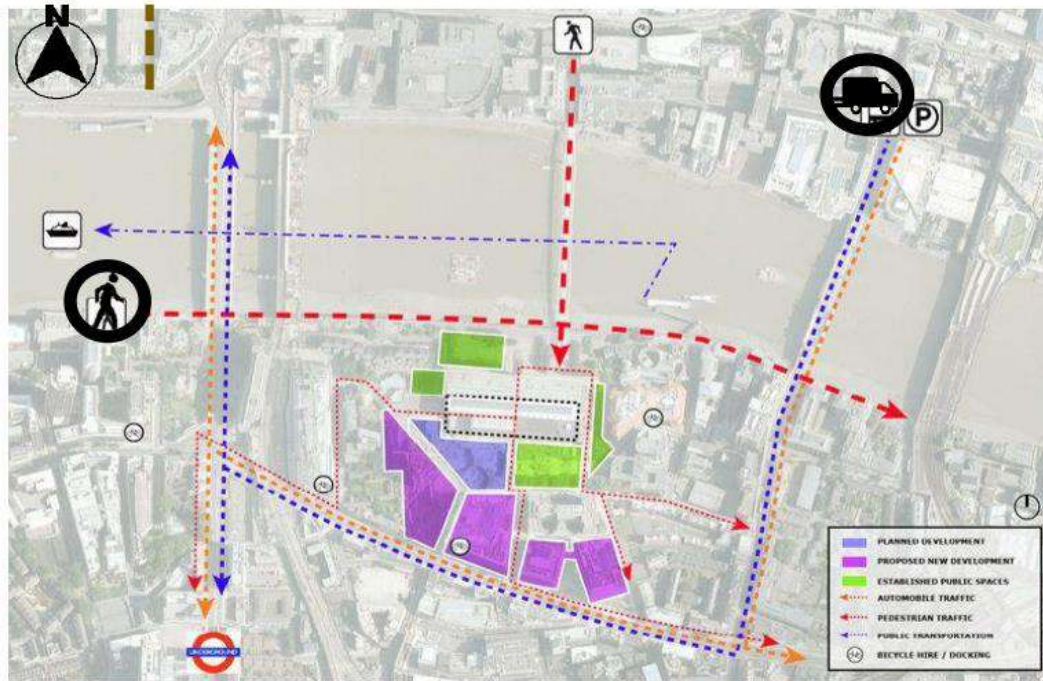 N
P
PLANNED DEVELOPMENT
PROPOSED NEW DEVELOPMENT
ESTABLISHED PUBLIC SPACES
AUTOMOBILE TRAFFIC
PEDESTRIAN TRAFFIC
PUBLIC TRANSPORTATION
BICYCLE HIRE / DOCKING
UNDERGROUND